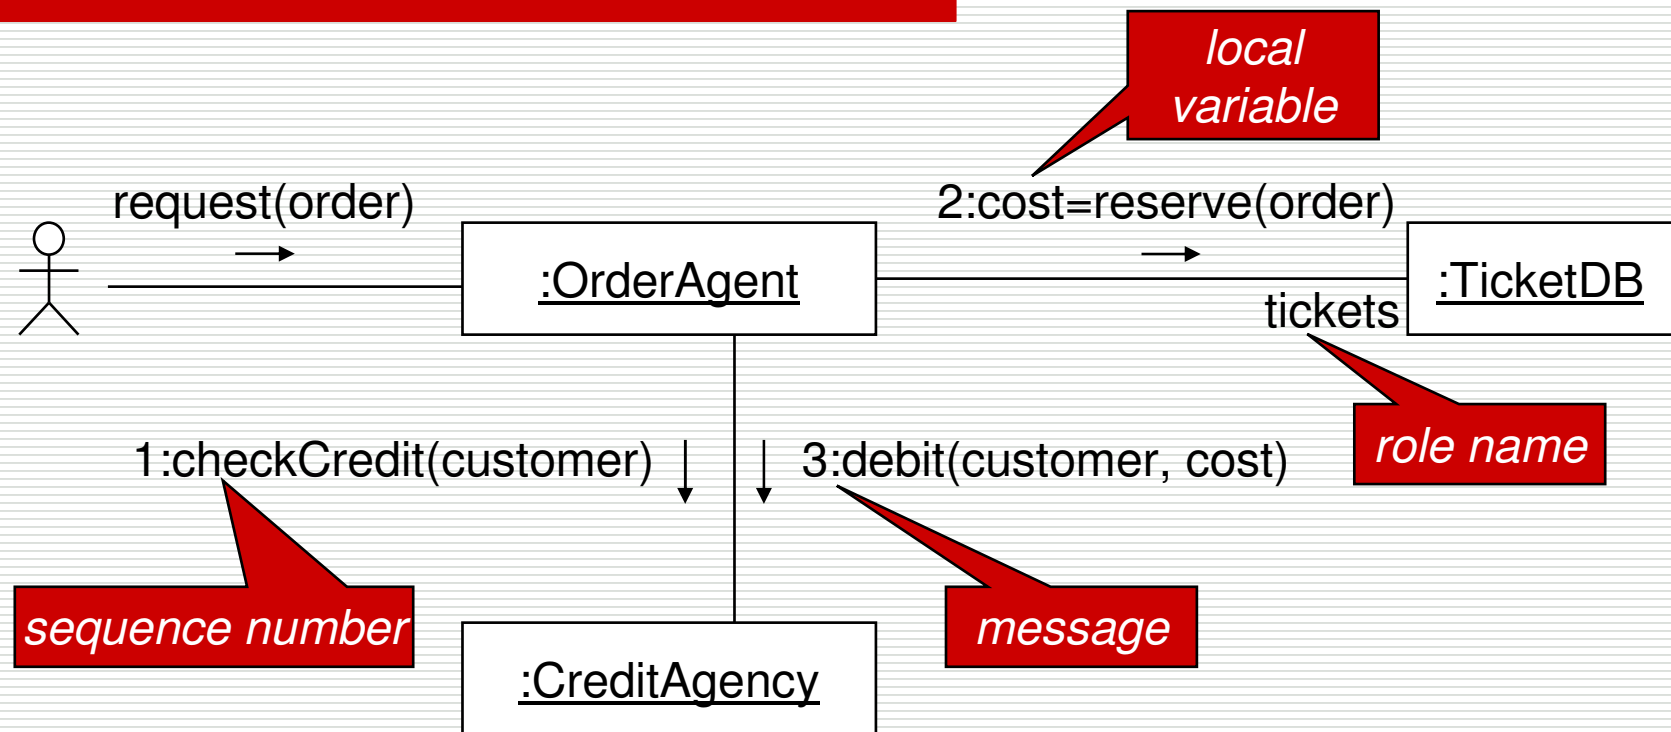 local
variable
request(order)
2:cost=reserve(order)
:OrderAgent
:TicketDB
tickets
role name
1:checkCredit(customer)
3:debit(customer, cost)
sequence number
message
:CreditAgency